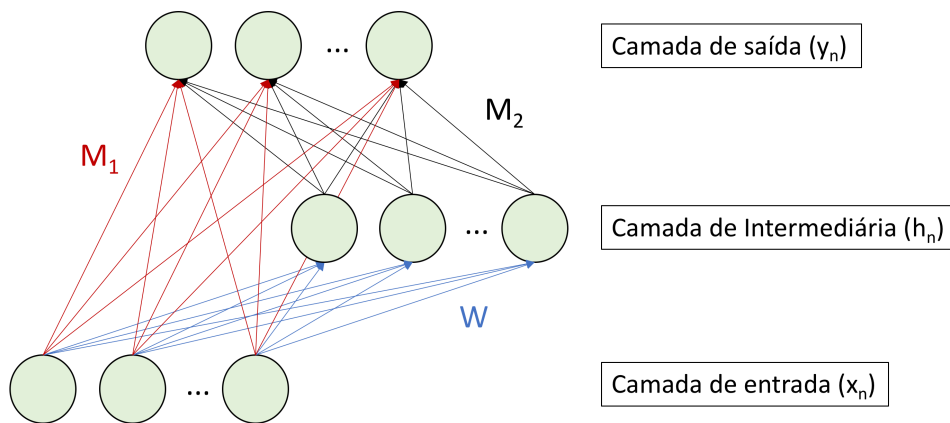 ... Camada de saída (yₙ)
M₂
M₁
... Camada de Intermediária (hₙ)
W
... Camada de entrada (xₙ)